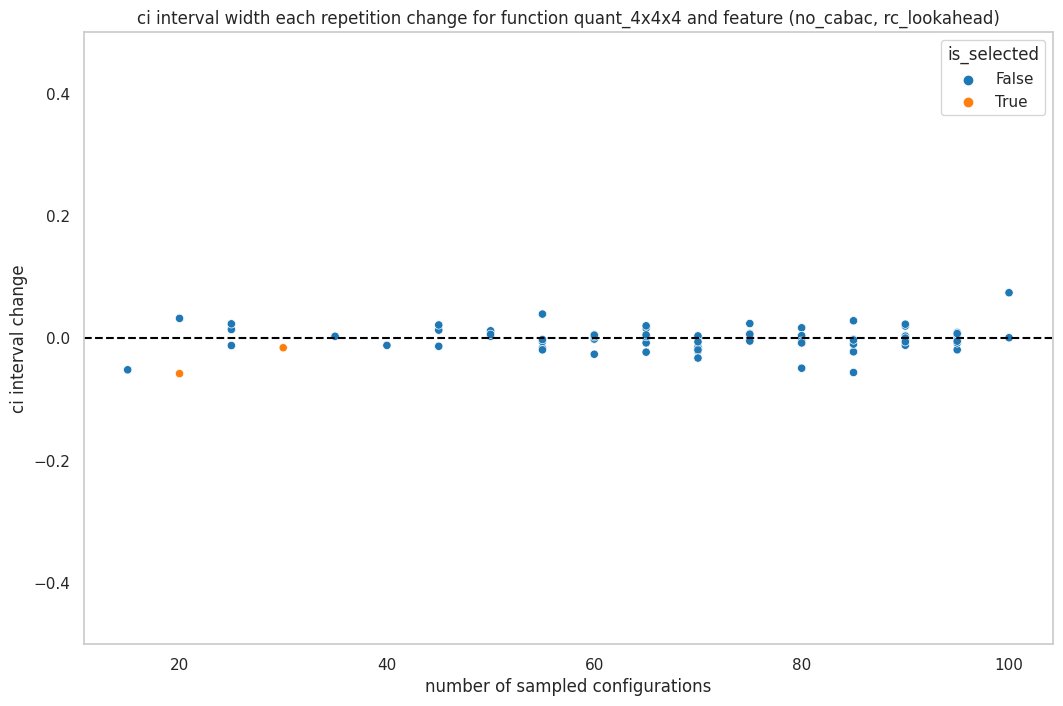 ci interval width each repetition change for function quant_4x4x4 and feature (no_cabac, rc_lookahead)
is_selected
False
True
0.4
0.2
0.0
−0.2
−0.4
ci interval change
20 40 60 80 100
number of sampled configurations